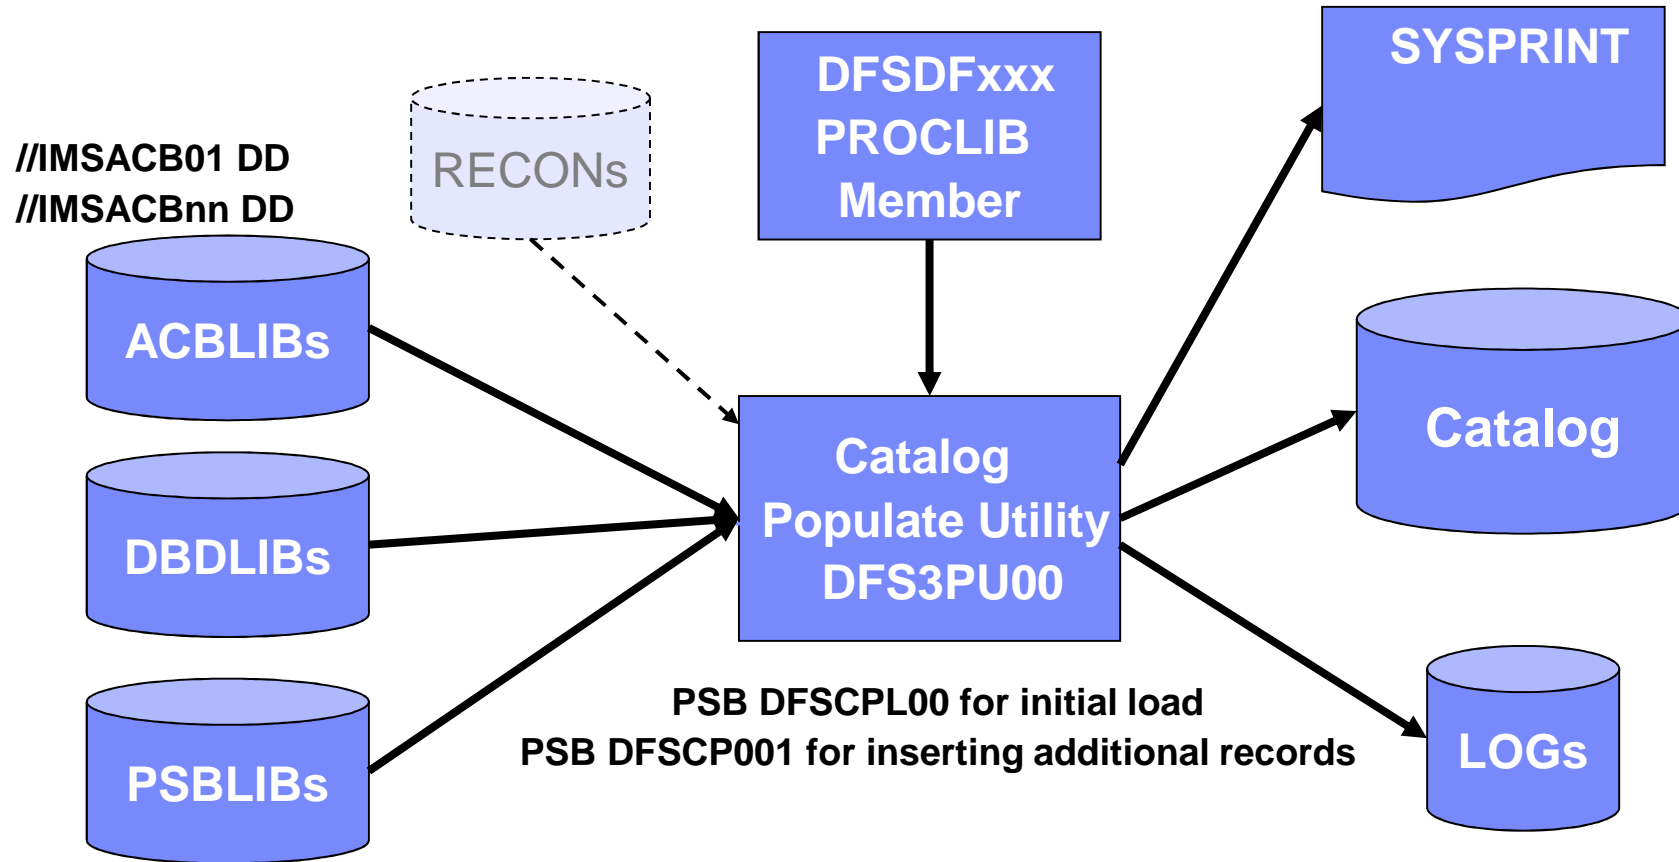 //IMSACB01 DD
//IMSACBnn DD
RECONs
DFSDFxxx
PROCLIB
Member
SYSPRINT
ACBLIBs
DBDLIBs
PSBLIBs
Catalog
Populate Utility
DFS3PU00
Catalog
LOGs
PSB DFSCPL00 for initial load
PSB DFSCP001 for inserting additional records